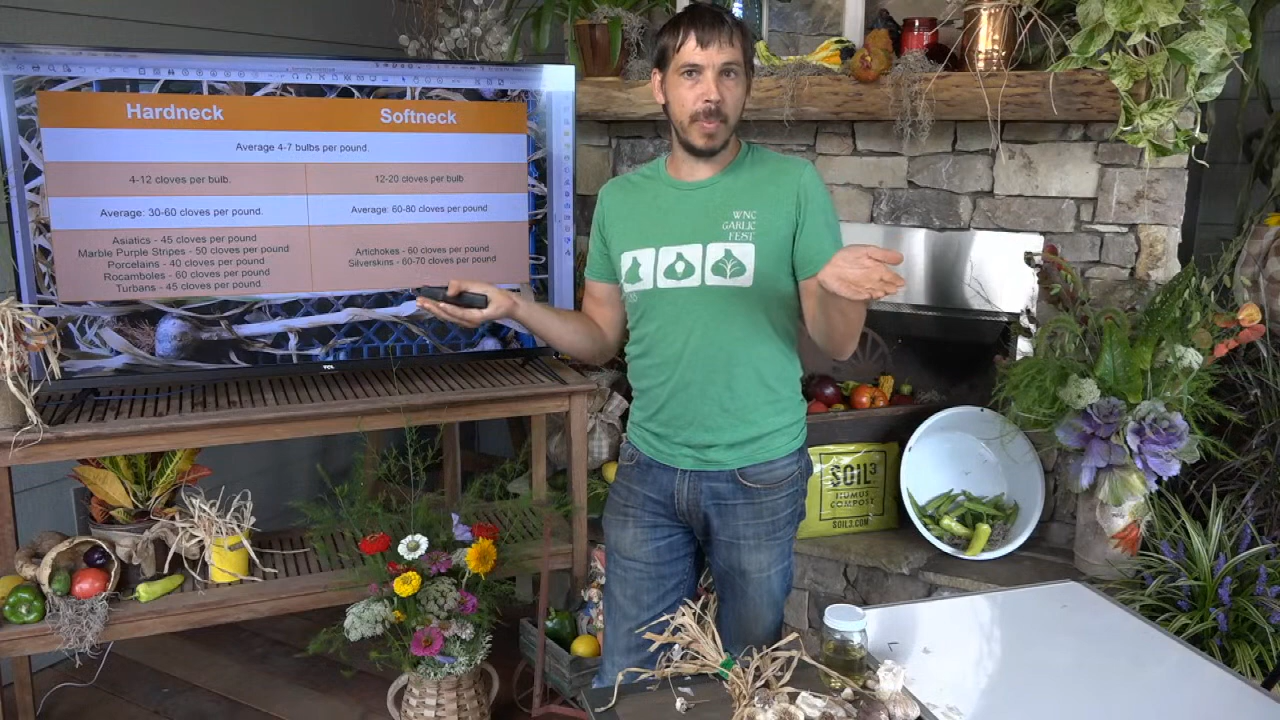 Hardneck
Softneck
Average 4-7 bulbs per pound.
4-12 cloves per bulb.
12-20 cloves per bulb
Average: 30-60 cloves per pound.
Average: 60-80 cloves per pound
Asiatics - 45 cloves per pound
Marble Purple Stripes - 50 cloves per pound
Porcelains - 40 cloves per pound
Rocamboles - 60 cloves per pound
Turbans - 45 cloves per pound
Artichokes - 60 cloves per pound
Silverskins - 60-70 cloves per pound
WNC
GARLIC
FEST
SOIL³
HUMUS
COMPOST
SOIL3.COM
TCL